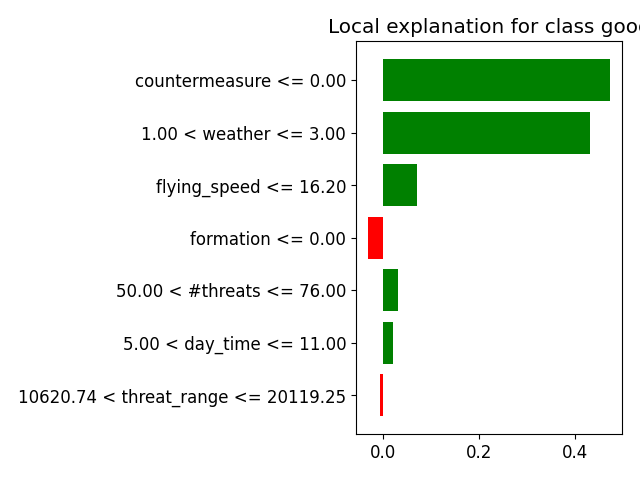 Local explanation for class goo
countermeasure <= 0.00
1.00 < weather <= 3.00
flying_speed <= 16.20
formation <= 0.00
50.00 < #threats <= 76.00
5.00 < day_time <= 11.00
10620.74 < threat_range <= 20119.25
0.0 0.2 0.4